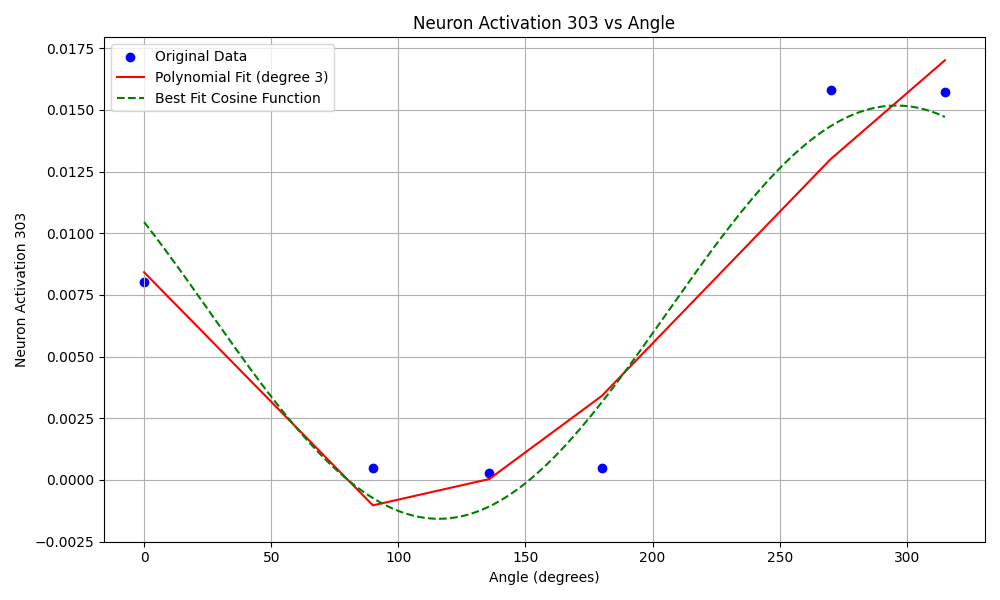 Neuron Activation 303 vs Angle
Original Data
Polynomial Fit (degree 3)
Best Fit Cosine Function
Neuron Activation 303
0.0175
0.0150
0.0125
0.0100
0.0075
0.0050
0.0025
0.0000
−0.0025
0
50
100
150
200
250
300
Angle (degrees)